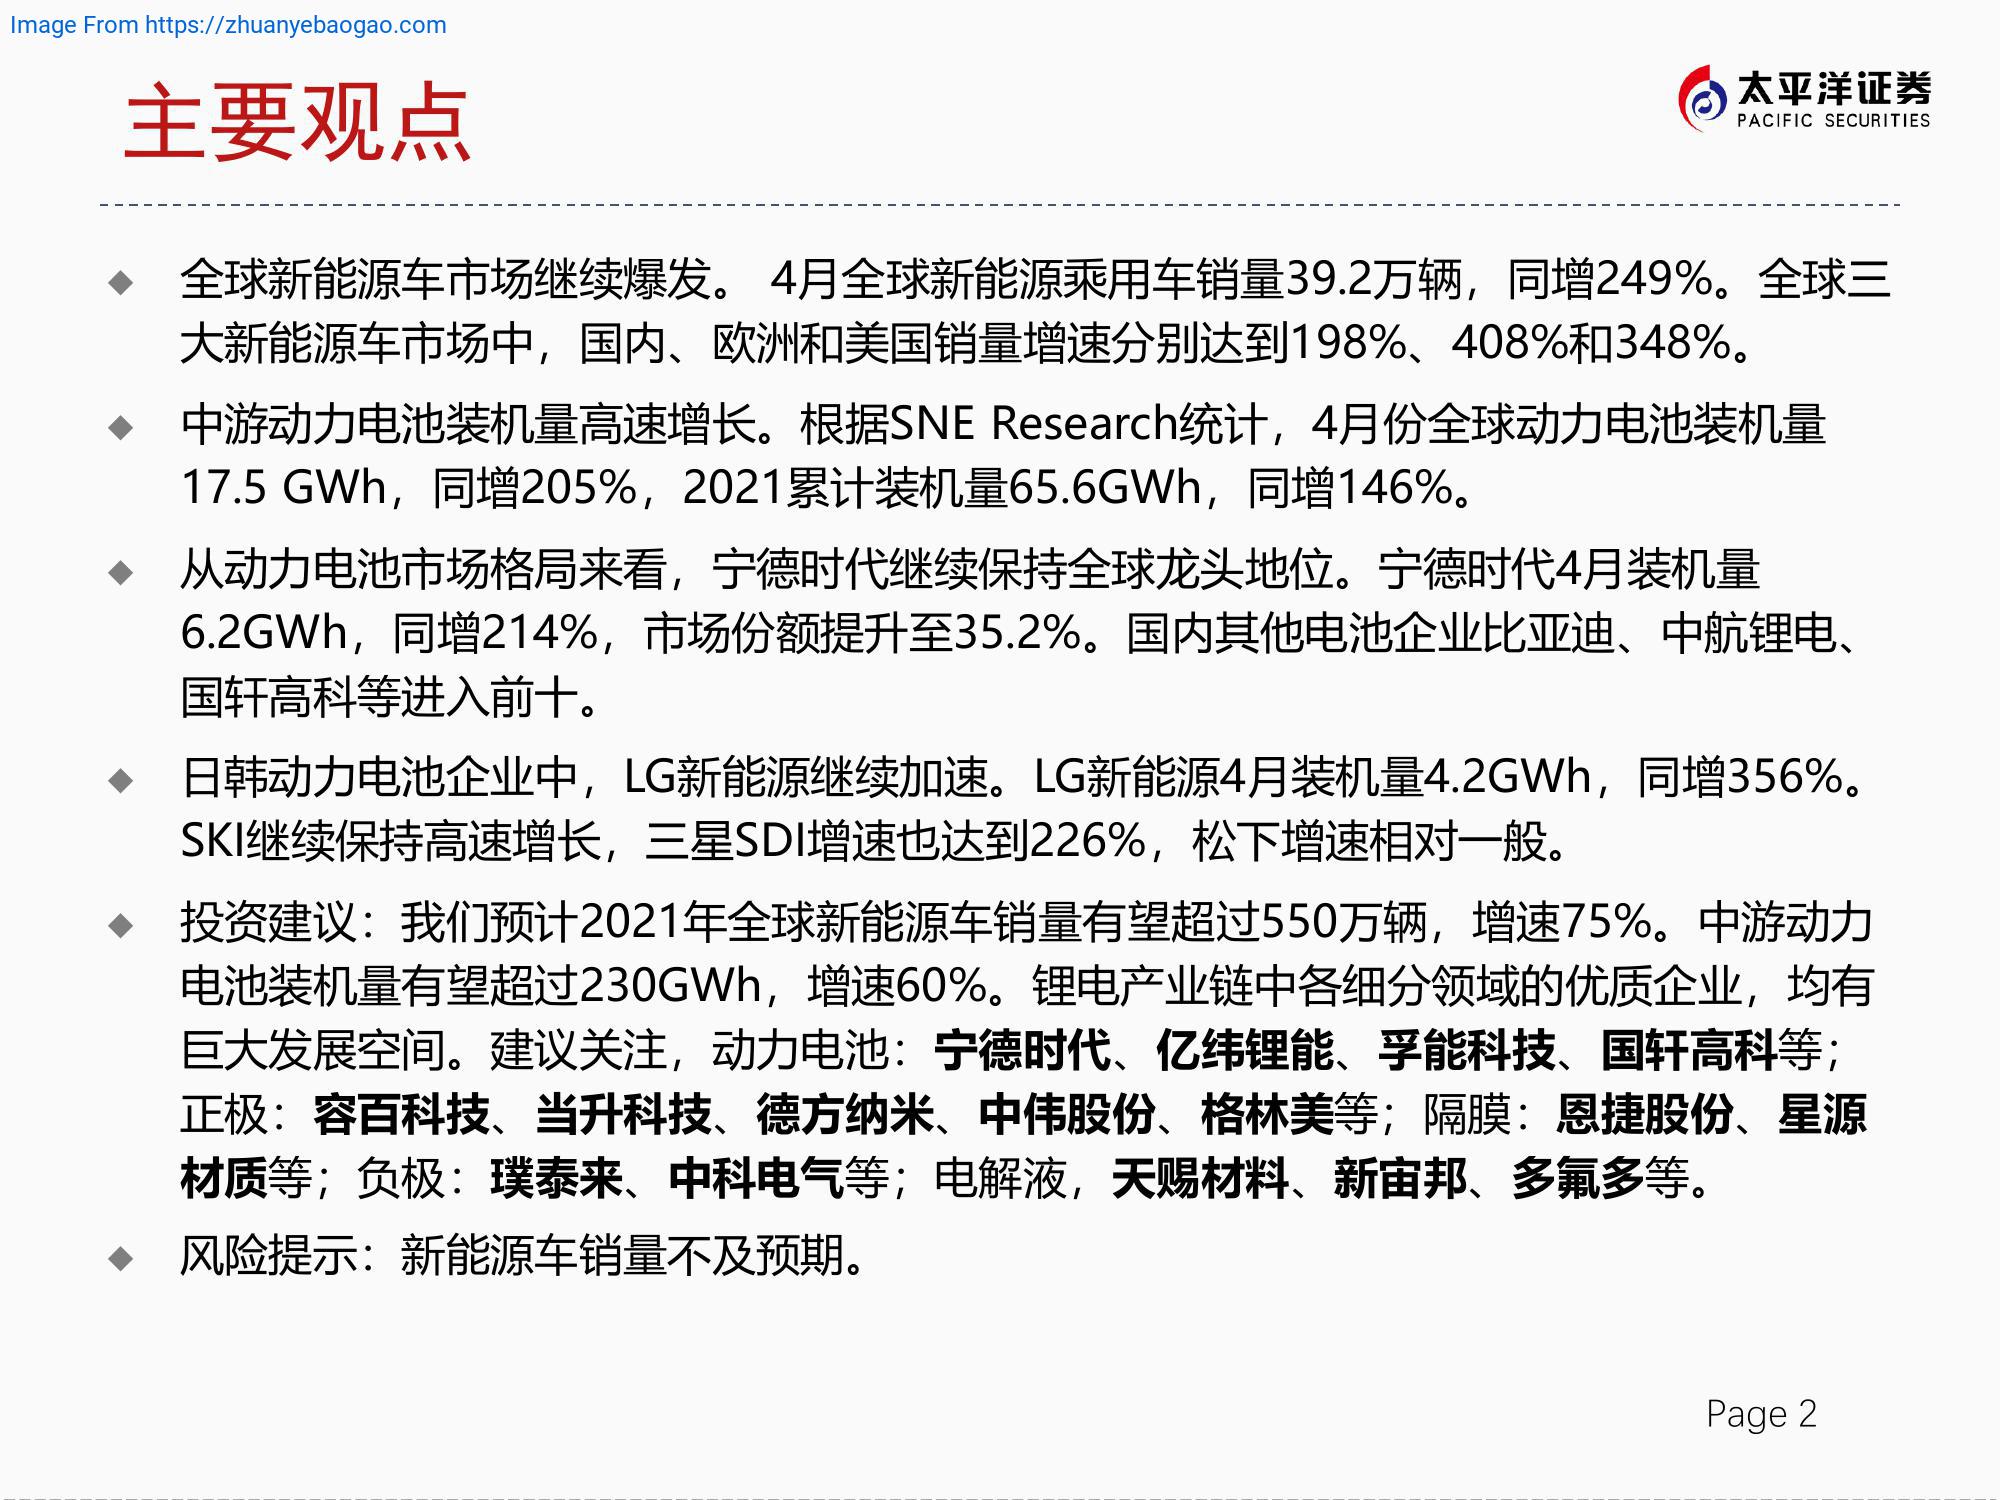 Image From https://zhuanyebaogao.com
主要观点
太平洋证券
PACIFIC SECURITIES
全球新能源车市场继续爆发。 4月全球新能源乘用车销量39.2万辆，同增249%。全球三
大新能源车市场中，国内、欧洲和美国销量增速分别达到198%、408%和348%。
中游动力电池装机量高速增长。根据SNE Research统计，4月份全球动力电池装机量
17.5 GWh，同增205%，2021累计装机量65.6GWh，同增146%。
从动力电池市场格局来看，宁德时代继续保持全球龙头地位。宁德时代4月装机量
6.2GWh，同增214%，市场份额提升至35.2%。国内其他电池企业比亚迪、中航锂电、
国轩高科等进入前十。
日韩动力电池企业中，LG新能源继续加速。LG新能源4月装机量4.2GWh，同增356%。
SKI继续保持高速增长，三星SDI增速也达到226%，松下增速相对一般。
投资建议：我们预计2021年全球新能源车销量有望超过550万辆，增速75%。中游动力
电池装机量有望超过230GWh，增速60%。锂电产业链中各细分领域的优质企业，均有
巨大发展空间。建议关注，动力电池：宁德时代、亿纬锂能、孚能科技、国轩高科等；
正极：容百科技、当升科技、德方纳米、中伟股份、格林美等；隔膜：恩捷股份、星源
材质等；负极：璞泰来、中科电气等；电解液，天赐材料、新宙邦、多氟多等。
风险提示：新能源车销量不及预期。
Page 2